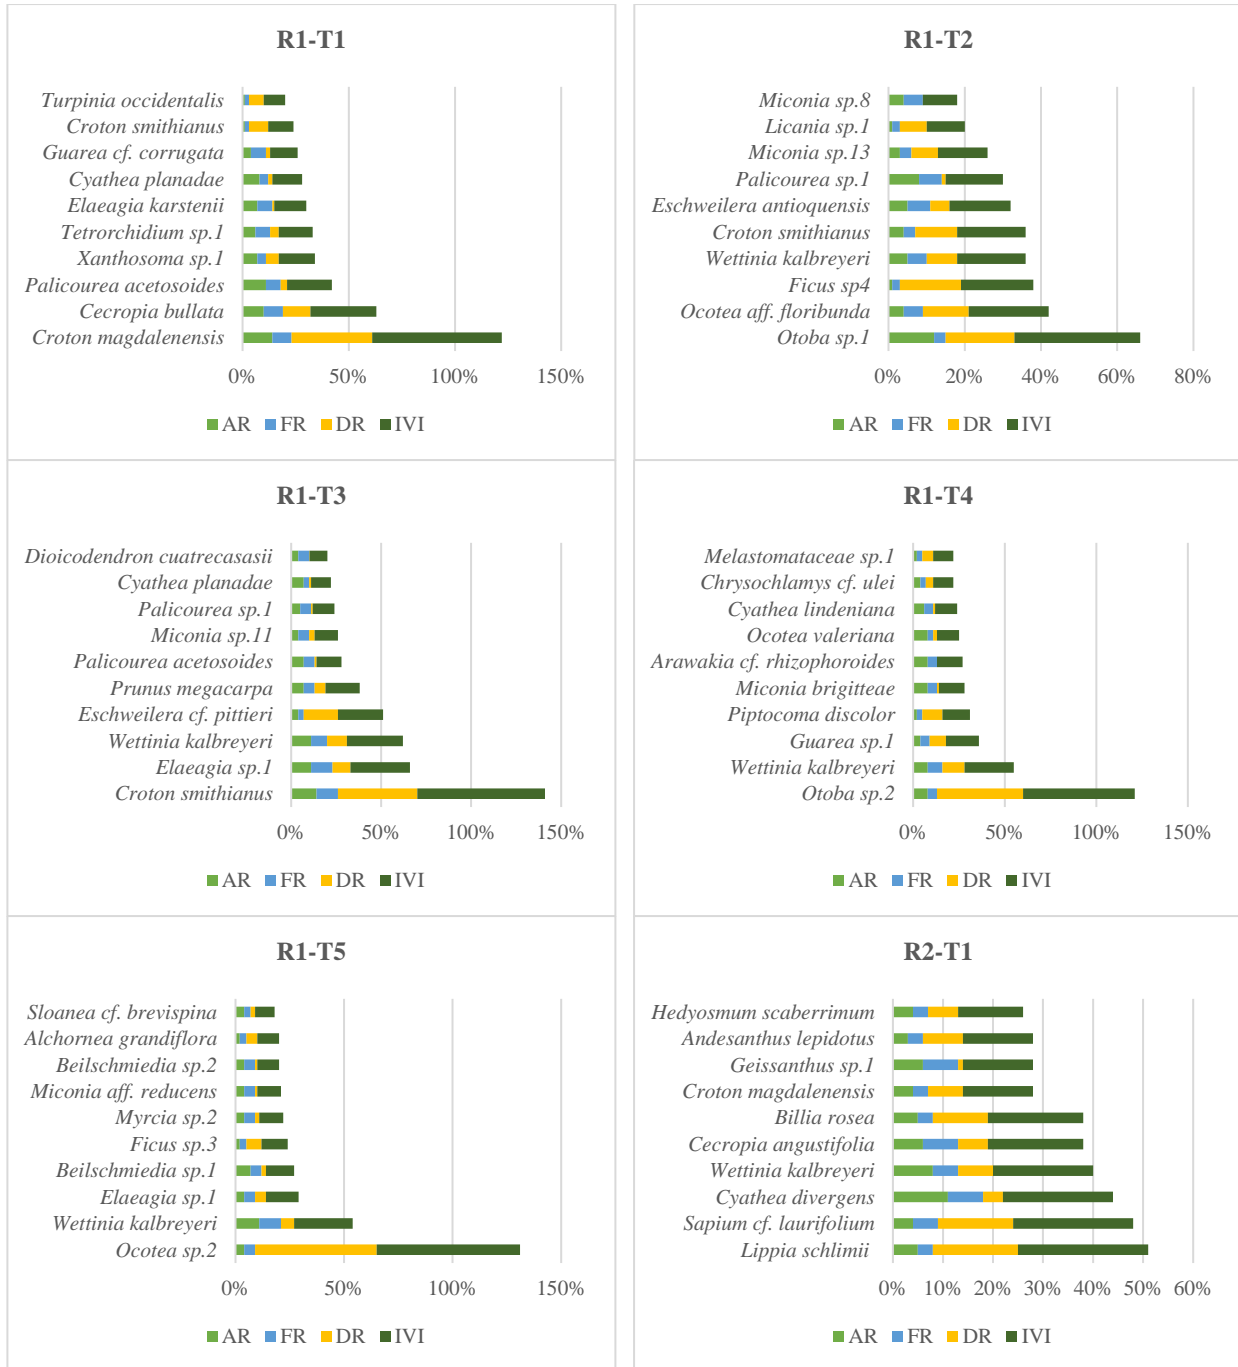 R1-T1
Turpinia occidentalis
Croton smithianus
Guarea cf. corrugata
Cyathea planadae
Elaeagia karstenii
Tetrorchidium sp.1
Xanthosoma sp.1
Palicourea acetosoides
Cecropia bullata
Croton magdalenensis
0% 50% 100% 150%
AR FR DR IVI
R1-T2
Miconia sp.8
Licania sp.1
Miconia sp.13
Palicourea sp.1
Eschweilera antioquensis
Croton smithianus
Wettinia kalbreyeri
Ficus sp4
Ocotea aff. floribunda
Otoba sp.1
0% 20% 40% 60% 80%
AR FR DR IVI
R1-T3
Dioicodendron cuatrecasasii
Cyathea planadae
Palicourea sp.1
Miconia sp.11
Palicourea acetosoides
Prunus megacarpa
Eschweilera cf. pittieri
Wettinia kalbreyeri
Elaeagia sp.1
Croton smithianus
0% 50% 100% 150%
AR FR DR IVI
R1-T4
Melastomataceae sp.1
Chrysochlamys cf. ulei
Cyathea lindeniana
Ocotea valeriana
Arawakia cf. rhizophoroides
Miconia brigitteae
Piptocoma discolor
Guarea sp.1
Wettinia kalbreyeri
Otoba sp.2
0% 50% 100% 150%
AR FR DR IVI
R1-T5
Sloanea cf. brevispina
Alchornea grandiflora
Beilschmiedia sp.2
Miconia aff. reducens
Myrcia sp.2
Ficus sp.3
Beilschmiedia sp.1
Elaeagia sp.1
Wettinia kalbreyeri
Ocotea sp.2
0% 50% 100% 150%
AR FR DR IVI
R2-T1
Hedyosmum scaberrimum
Andesanthus lepidotus
Geissanthus sp.1
Croton magdalenensis
Billia rosea
Cecropia angustifolia
Wettinia kalbreyeri
Cyathea divergens
Sapium cf. laurifolium
Lippia schlimii
0% 10% 20% 30% 40% 50% 60%
AR FR DR IVI